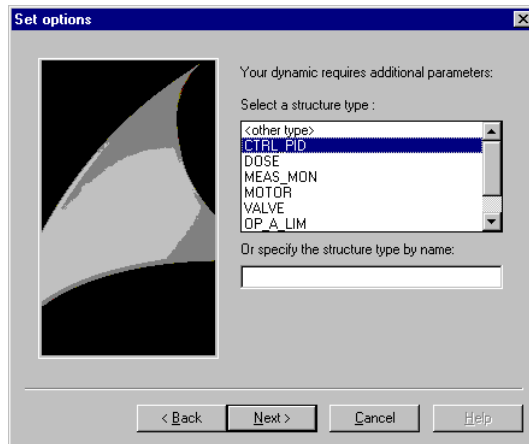 Set options
Your dynamic requires additional parameters:
Select a structure type :
<other type>
CTRL_PID
DOSE
MEAS_MON
MOTOR
VALVE
OP_A_LIM
Or specify the structure type by name:
< Back
Next >
Cancel
Help